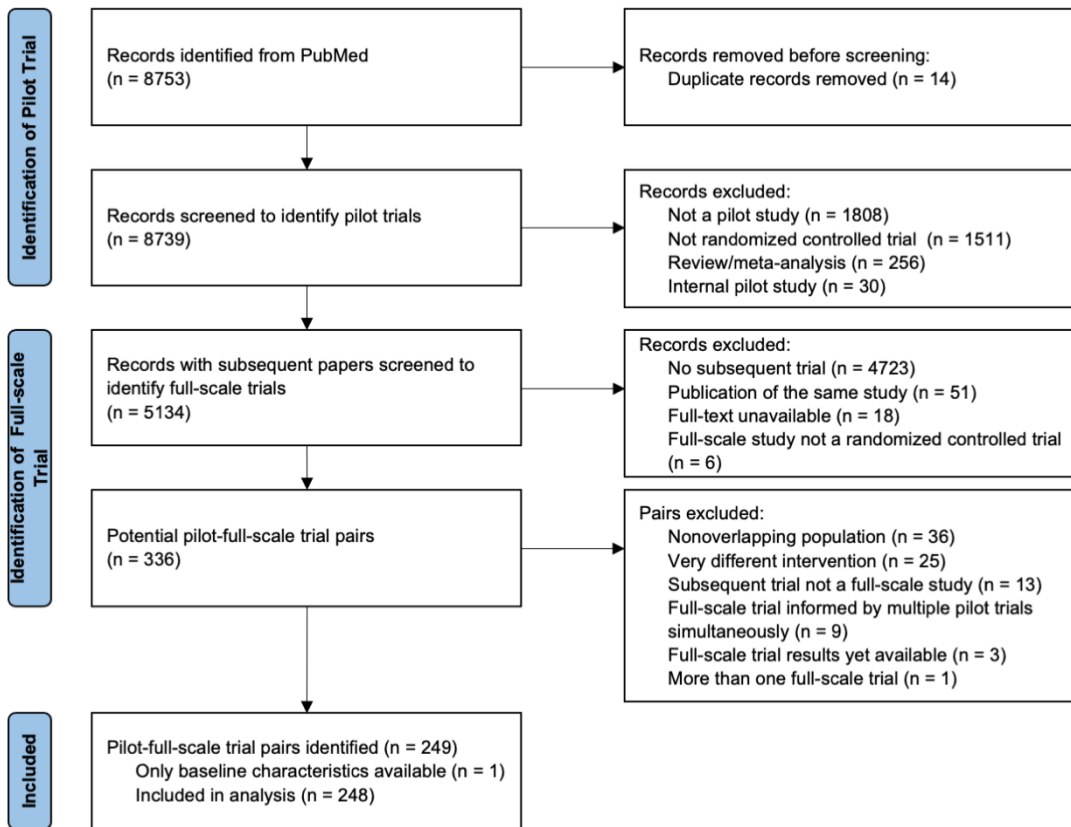 Identification of Pilot Trial
Records identified from PubMed
(n = 8753)
Records removed before screening:
Duplicate records removed (n = 14)
Records screened to identify pilot trials
(n = 8739)
Records excluded:
Not a pilot study (n = 1808)
Not randomized controlled trial (n = 1511)
Review/meta-analysis (n = 256)
Internal pilot study (n = 30)
Identification of Full-scale
Trial
Records with subsequent papers screened to
identify full-scale trials
(n = 5134)
Records excluded:
No subsequent trial (n = 4723)
Publication of the same study (n = 51)
Full-text unavailable (n = 18)
Full-scale study not a randomized controlled trial
(n = 6)
Potential pilot-full-scale trial pairs
(n = 336)
Pairs excluded:
Nonoverlapping population (n = 36)
Very different intervention (n = 25)
Subsequent trial not a full-scale study (n = 13)
Full-scale trial informed by multiple pilot trials
simultaneously (n = 9)
Full-scale trial results yet available (n = 3)
More than one full-scale trial (n = 1)
Included
Pilot-full-scale trial pairs identified (n = 249)
Only baseline characteristics available (n = 1)
Included in analysis (n = 248)